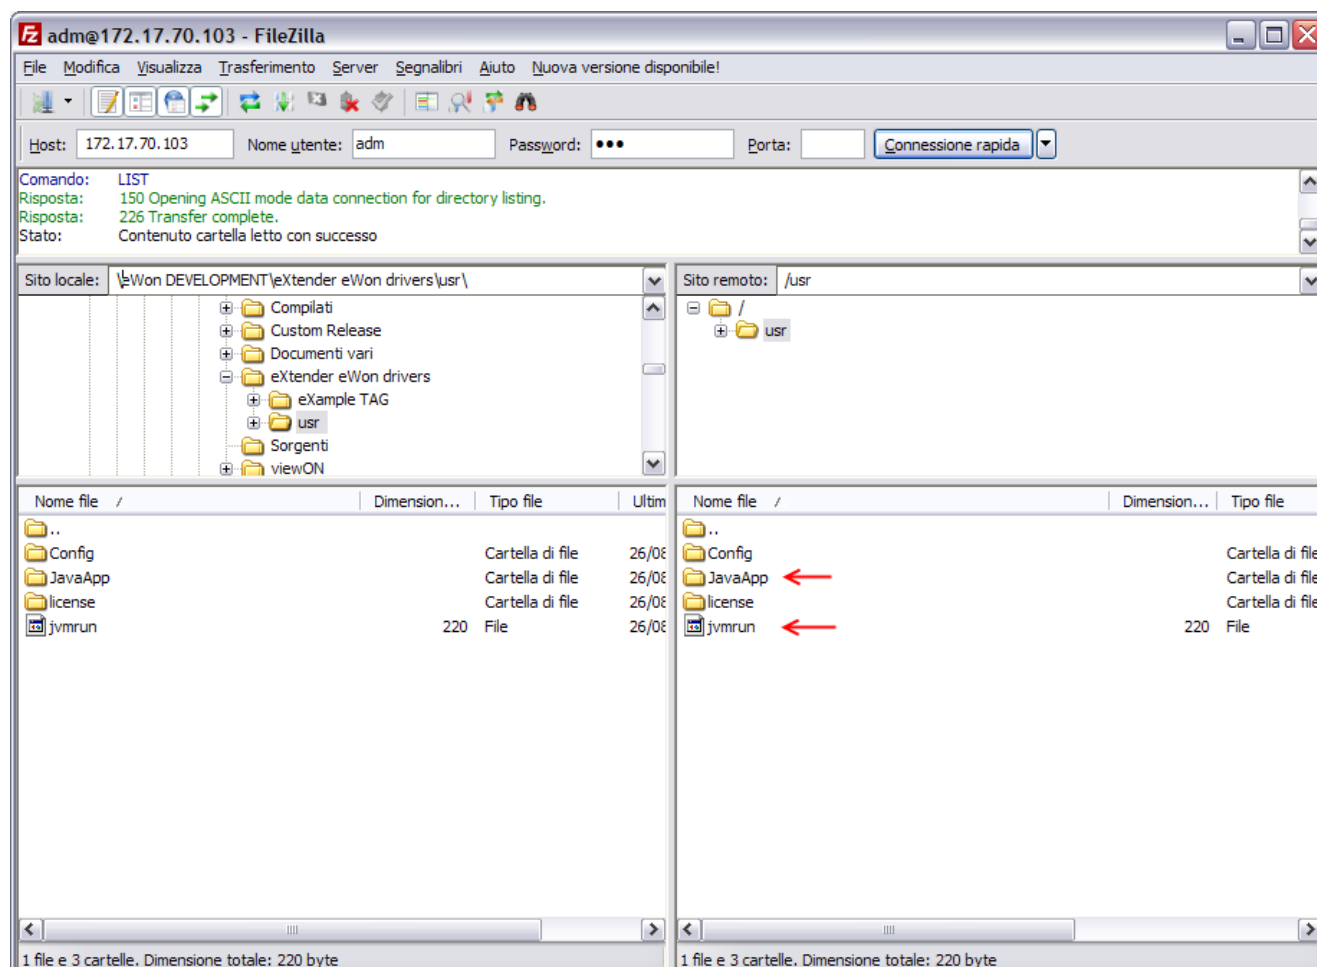 adm@172.17.70.103 - FileZilla
File Modifica Visualizza Trasferimento Server Segnalibri Aiuto Nuova versione disponibile!
Host: 172.17.70.103 Nome utente: adm Password: ●●● Porta: Connessione rapida
Comando: LIST
Risposta: 150 Opening ASCII mode data connection for directory listing.
Risposta: 226 Transfer complete.
Stato: Contenuto cartella letto con successo
Sito locale: \eWon DEVELOPMENT\eXtender eWon drivers\usr\
Compilati
Custom Release
Documenti vari
eXtender eWon drivers
eXample TAG
usr
Sorgenti
viewON
Sito remoto: /usr
/
usr
Nome file / Dimension... Tipo file Ultim
..
Config Cartella di file 26/08
JavaApp Cartella di file 26/08
license Cartella di file 26/08
jvmrun 220 File 26/08
1 file e 3 cartelle. Dimensione totale: 220 byte
Nome file / Dimension... Tipo file
..
Config Cartella di file
JavaApp Cartella di file
license Cartella di file
jvmrun 220 File
1 file e 3 cartelle. Dimensione totale: 220 byte